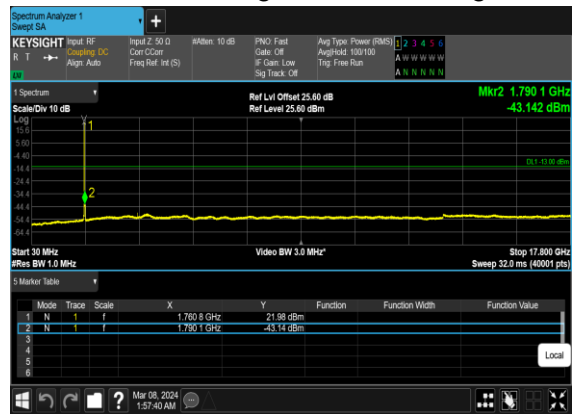 Spectrum Analyzer 1
Swept SA
+
KEYSIGHT Input: RF Input Z: 50 Ω #Atten: 10 dB PNO: Fast Avg Type: Power (RMS) 1 2 3 4 5 6
R T Coupling: DC Corr CCorr Gate: Off Avg|Hold: 100/100 A W W W W W
Align: Auto Freq Ref: Int (S) IF Gain: Low Trig: Free Run
LW Sig Track: Off A N N N N N
1 Spectrum Ref Lvl Offset 25.60 dB Mkr2 1.790 1 GHz
Scale/Div 10 dB Ref Level 25.60 dBm -43.142 dBm
Log
15.6
5.60
-4.40
-14.4
-24.4
-34.4
-44.4
-54.4
-64.4
1
2
DL1 -13.00 dBm
Start 30 MHz Video BW 3.0 MHz* Stop 17.800 GHz
#Res BW 1.0 MHz Sweep 32.0 ms (40001 pts)
5 Marker Table
Mode Trace Scale X Y Function Function Width Function Value
1 N 1 f 1.760 8 GHz 21.98 dBm
2 N 1 f 1.790 1 GHz -43.14 dBm
3
4
5
6
Local
? Mar 08, 2024
1:57:40 AM